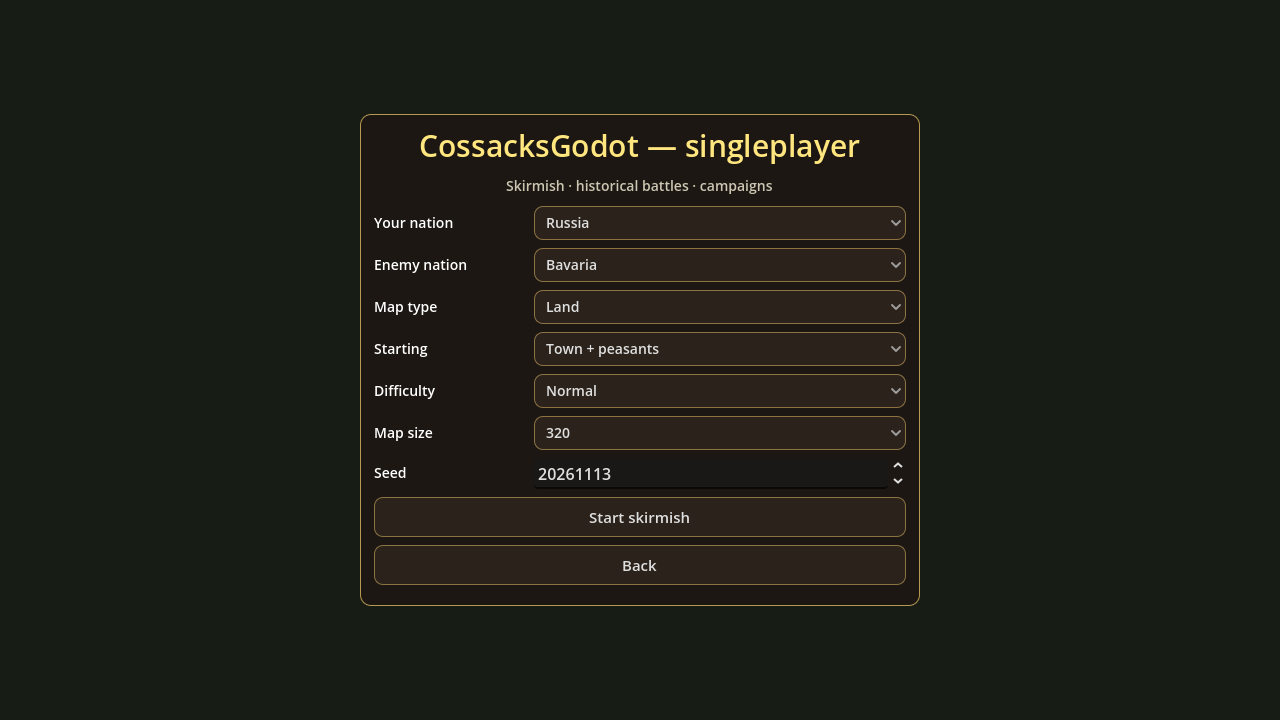 CossacksGodot — singleplayer
Skirmish · historical battles · campaigns
Your nation Russia
Enemy nation Bavaria
Map type Land
Starting Town + peasants
Difficulty Normal
Map size 320
Seed 20261113
Start skirmish
Back